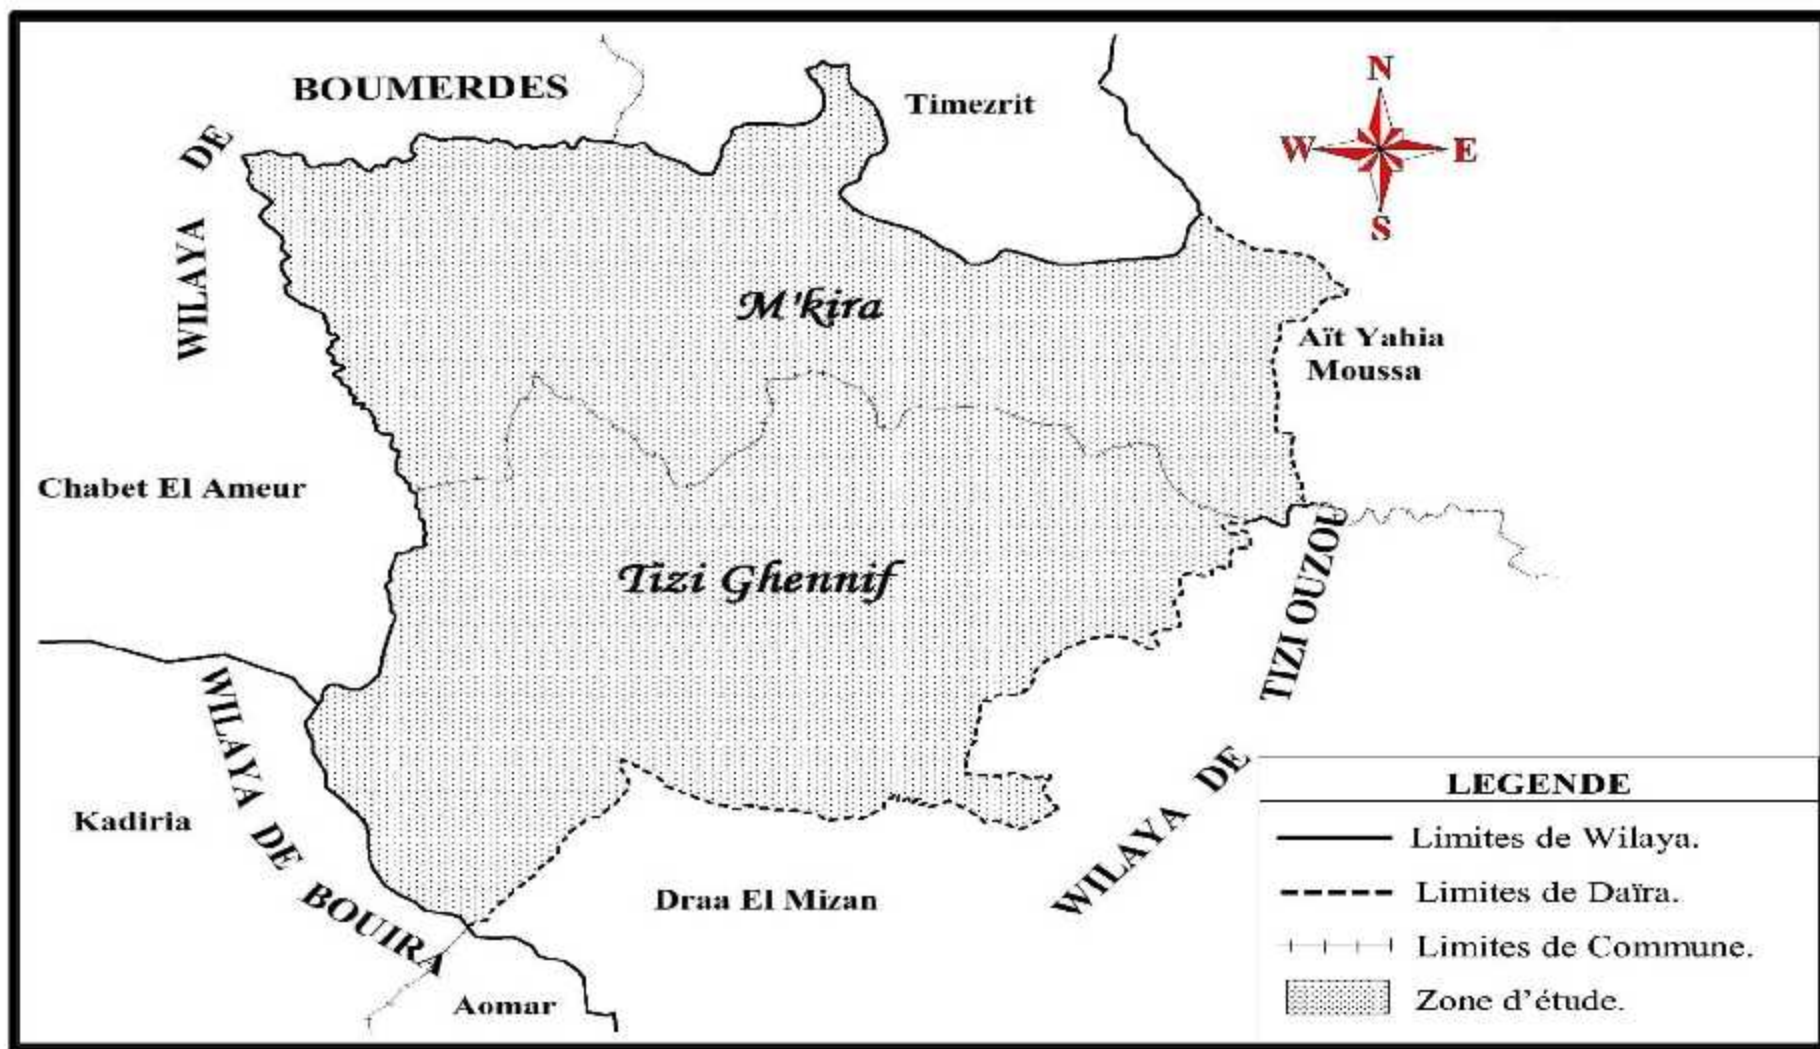 BOUMERDES
WILAYA DE
Timezrit
N
W E
S
M'kira
Aït Yahia
Moussa
Chabet El Ameur
Tizi Ghennif
WILAYA DE TIZI OUZOU
WILAYA DE BOUIRA
Kadiria
Draa El Mizan
Aomar
LEGENDE
Limites de Wilaya.
Limites de Daïra.
Limites de Commune.
Zone d'étude.